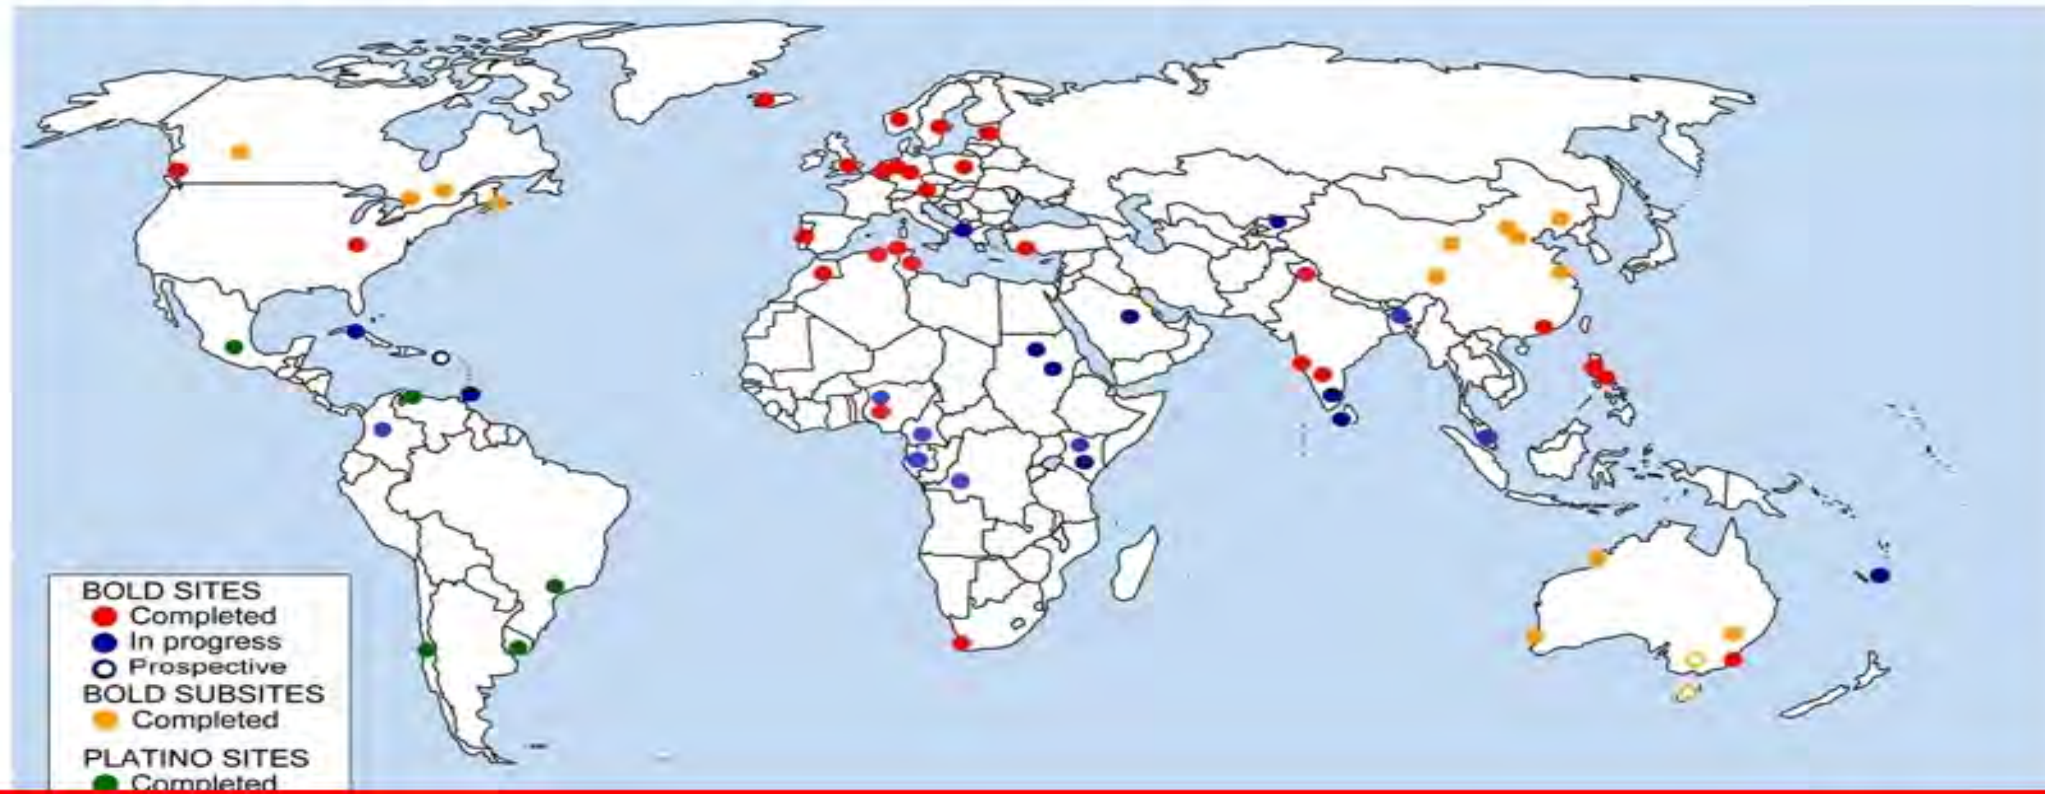 BOLD SITES
Completed
In progress
Prospective
BOLD SUBSITES
Completed
PLATINO SITES
Completed